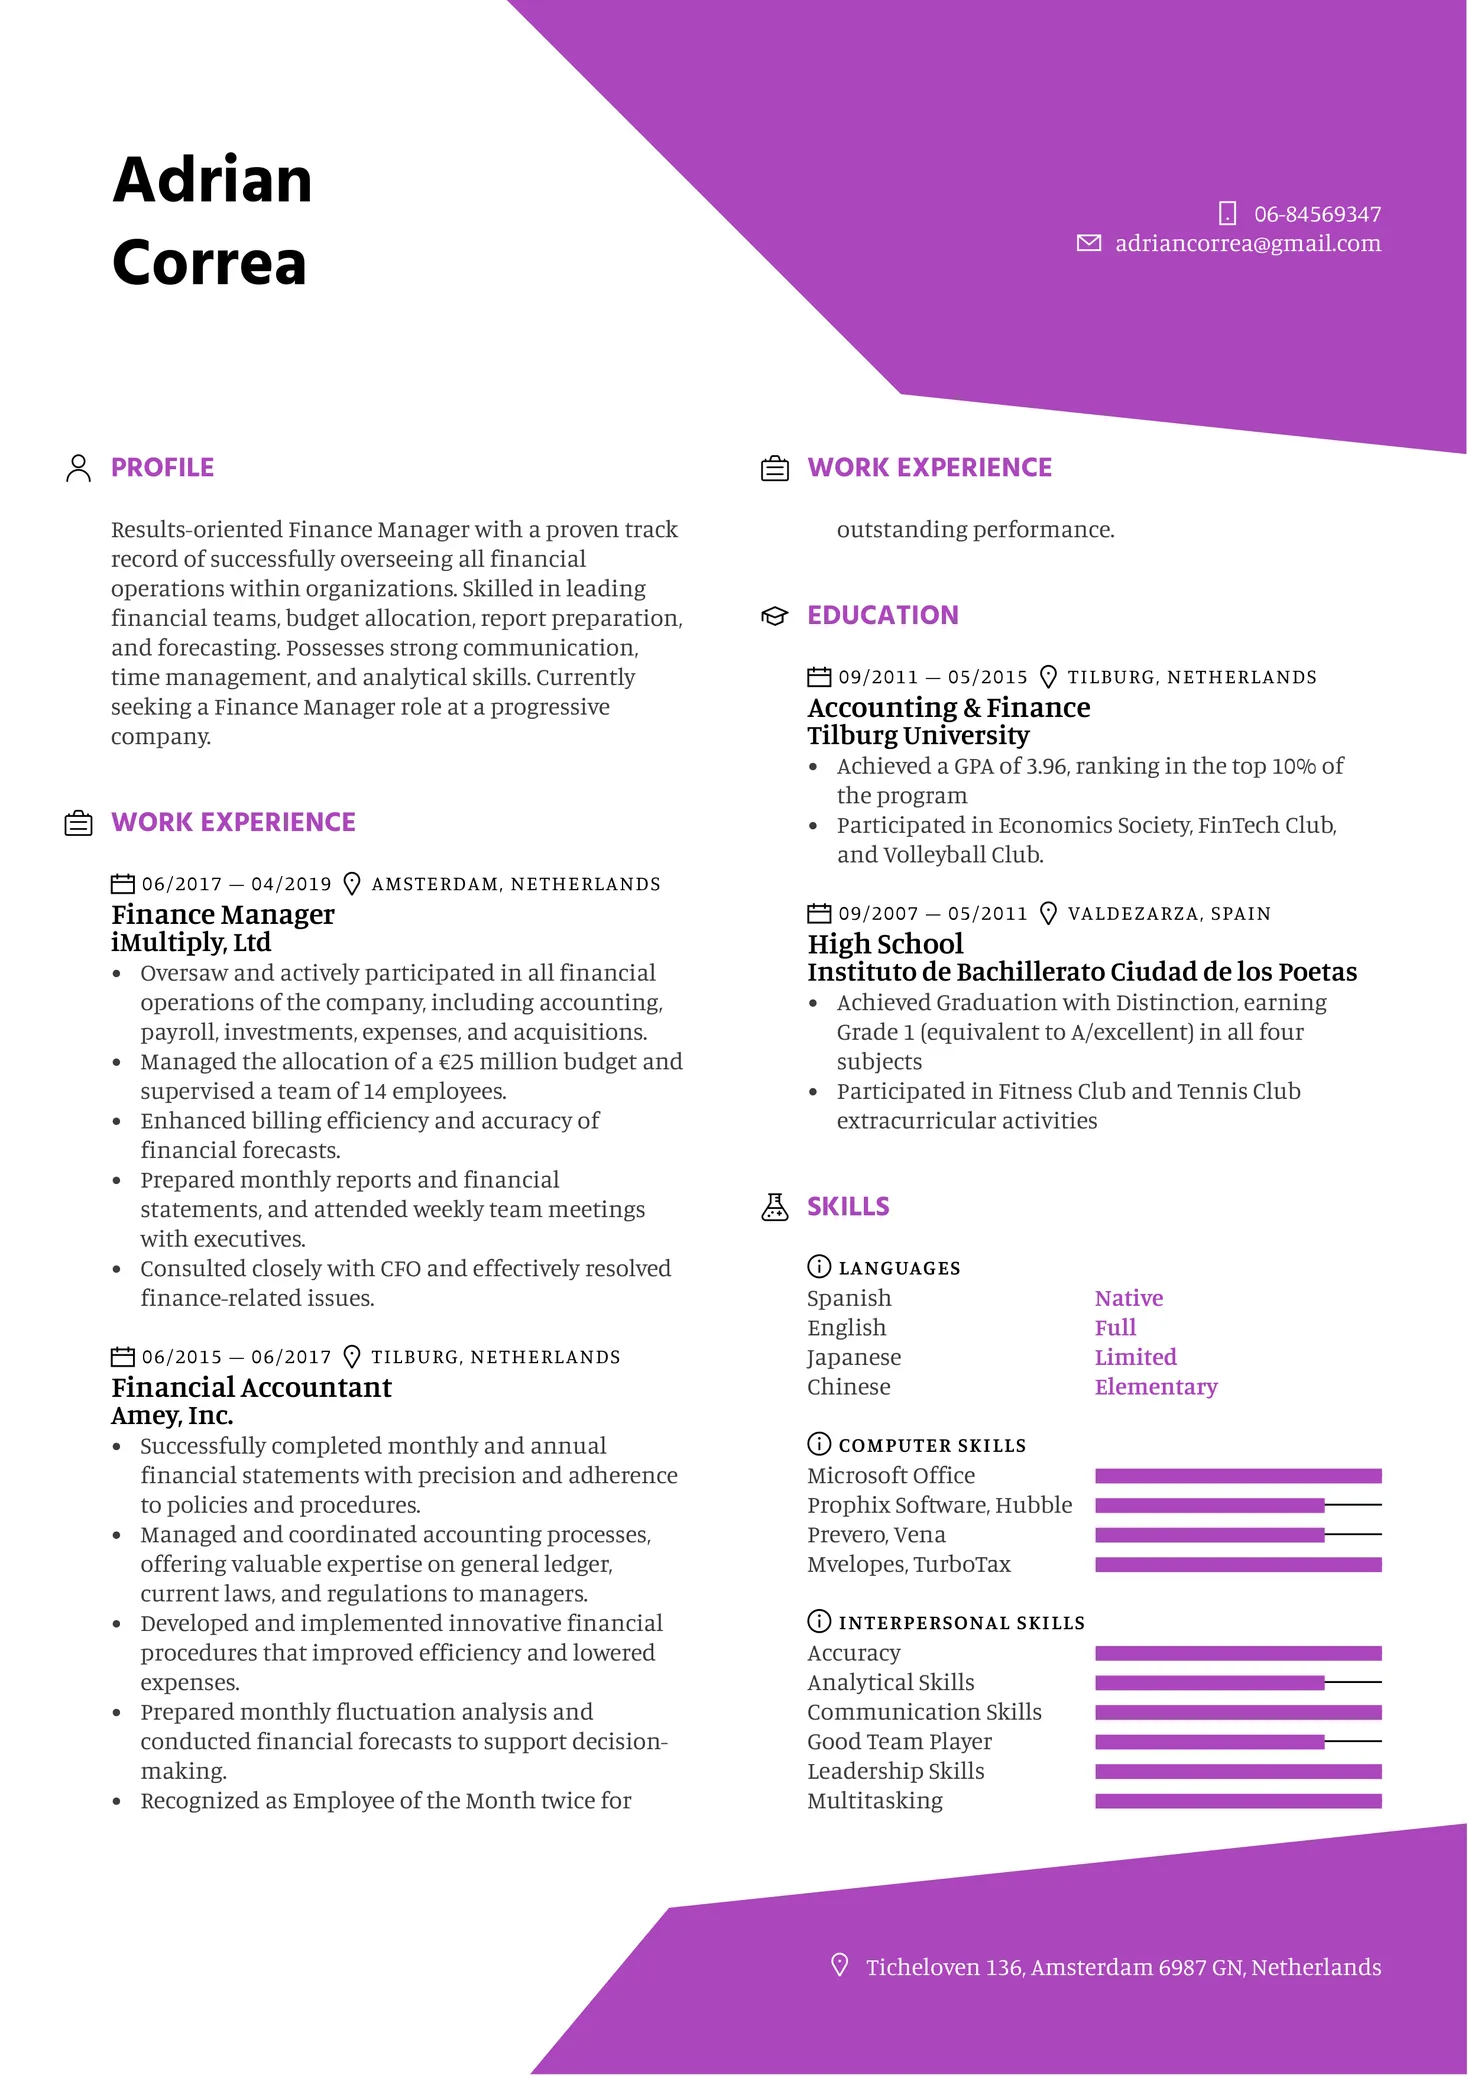 Adrian
Correa
06-84569347
adriancorrea@gmail.com
PROFILE
Results-oriented Finance Manager with a proven track
record of successfully overseeing all financial
operations within organizations. Skilled in leading
financial teams, budget allocation, report preparation,
and forecasting. Possesses strong communication,
time management, and analytical skills. Currently
seeking a Finance Manager role at a progressive
company.
WORK EXPERIENCE
06/2017 — 04/2019 AMSTERDAM, NETHERLANDS
Finance Manager
iMultiply, Ltd
• Oversaw and actively participated in all financial
operations of the company, including accounting,
payroll, investments, expenses, and acquisitions.
• Managed the allocation of a €25 million budget and
supervised a team of 14 employees.
• Enhanced billing efficiency and accuracy of
financial forecasts.
• Prepared monthly reports and financial
statements, and attended weekly team meetings
with executives.
• Consulted closely with CFO and effectively resolved
finance-related issues.
06/2015 — 06/2017 TILBURG, NETHERLANDS
Financial Accountant
Amey, Inc.
• Successfully completed monthly and annual
financial statements with precision and adherence
to policies and procedures.
• Managed and coordinated accounting processes,
offering valuable expertise on general ledger,
current laws, and regulations to managers.
• Developed and implemented innovative financial
procedures that improved efficiency and lowered
expenses.
• Prepared monthly fluctuation analysis and
conducted financial forecasts to support decision-
making.
• Recognized as Employee of the Month twice for
WORK EXPERIENCE
outstanding performance.
EDUCATION
09/2011 — 05/2015 TILBURG, NETHERLANDS
Accounting & Finance
Tilburg University
• Achieved a GPA of 3.96, ranking in the top 10% of
the program
• Participated in Economics Society, FinTech Club,
and Volleyball Club.
09/2007 — 05/2011 VALDEZARZA, SPAIN
High School
Instituto de Bachillerato Ciudad de los Poetas
• Achieved Graduation with Distinction, earning
Grade 1 (equivalent to A/excellent) in all four
subjects
• Participated in Fitness Club and Tennis Club
extracurricular activities
SKILLS
LANGUAGES
Spanish Native
English Full
Japanese Limited
Chinese Elementary
COMPUTER SKILLS
Microsoft Office
Prophix Software, Hubble
Prevero, Vena
Mvelopes, TurboTax
INTERPERSONAL SKILLS
Accuracy
Analytical Skills
Communication Skills
Good Team Player
Leadership Skills
Multitasking
Ticheloven 136, Amsterdam 6987 GN, Netherlands